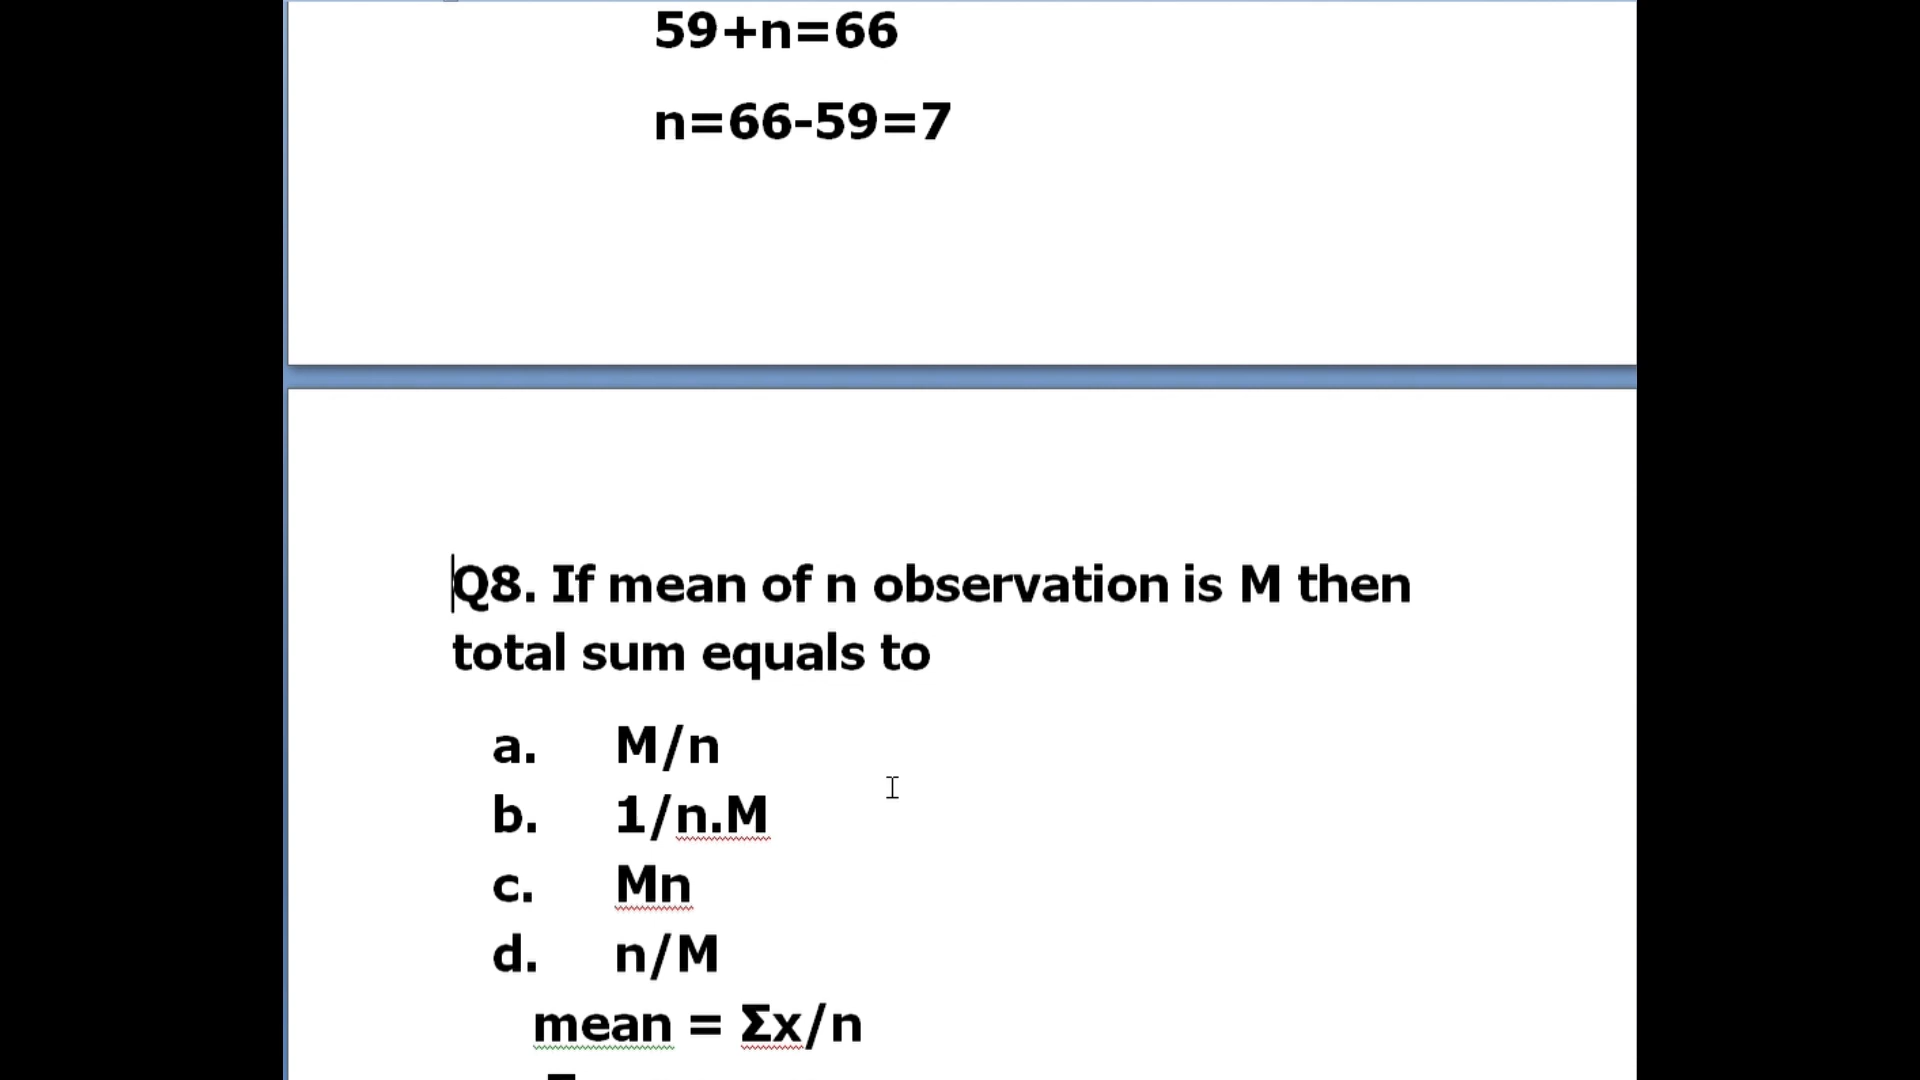 59+n=66
n=66-59=7
Q8. If mean of n observation is M then
total sum equals to
a. M/n
b. 1/n.M
c. Mn
d. n/M
mean = Σx/n